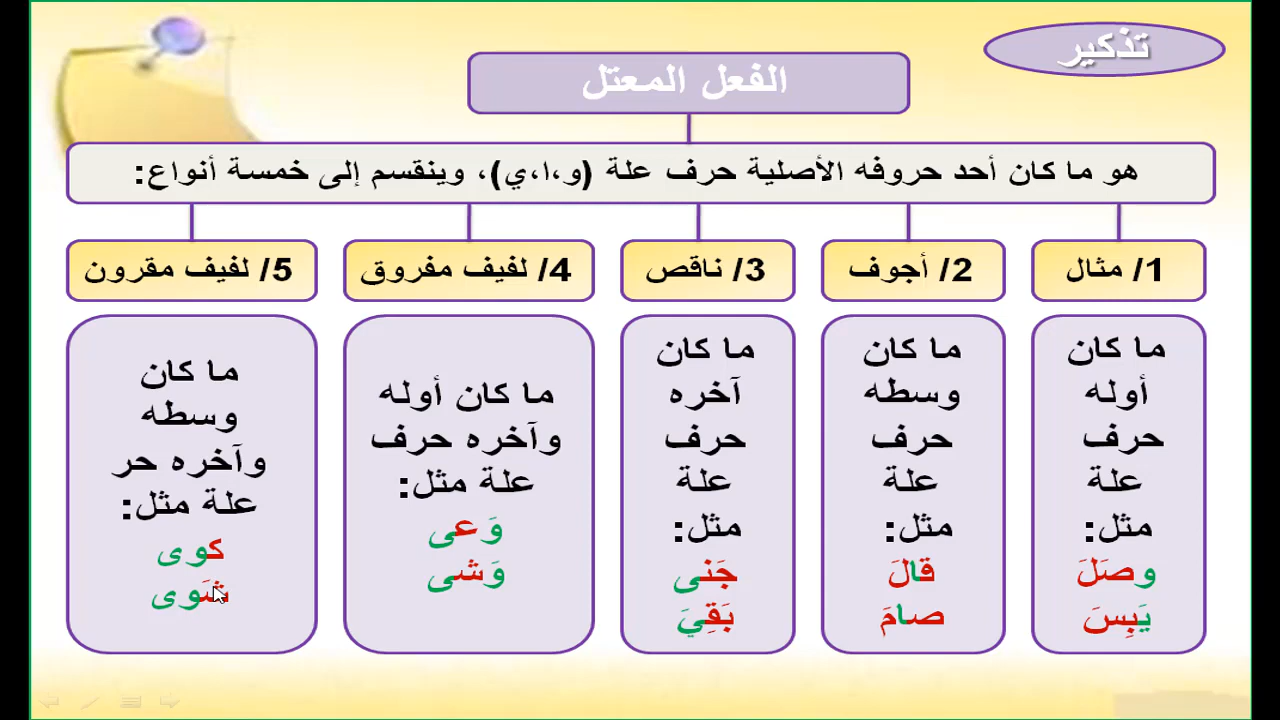 تذكير
الفعل المعتل
هو ما كان أحد حروفه الأصلية حرف علة (و،ا،ي)، وينقسم إلى خمسة أنواع:
1/ مثال
ما كان
أوله
حرف
علة
مثل:
وصَلَ
يَبِسَ
2/ أجوف
ما كان
وسطه
حرف
علة
مثل:
قالَ
صامَ
3/ ناقص
ما كان
آخره
حرف
علة
مثل:
جَنى
بَقِيَ
4/ لفيف مفروق
ما كان أوله
وآخره حرف
علة مثل:
وَعى
وَشى
5/ لفيف مقرون
ما كان
وسطه
وآخره حر
علة مثل:
كوى
شَوى